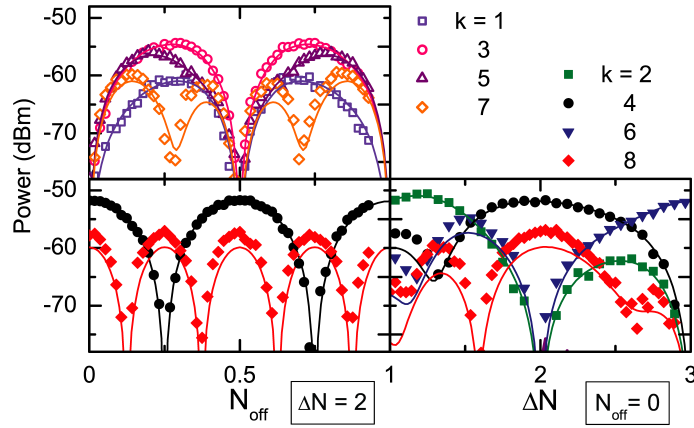 -50
-60
-70
Power (dBm)
k = 1
3
5
7
k = 2
4
6
8
-50
-60
-70
0
0.5
1
2
3
N_off
ΔN = 2
ΔN
N_off = 0